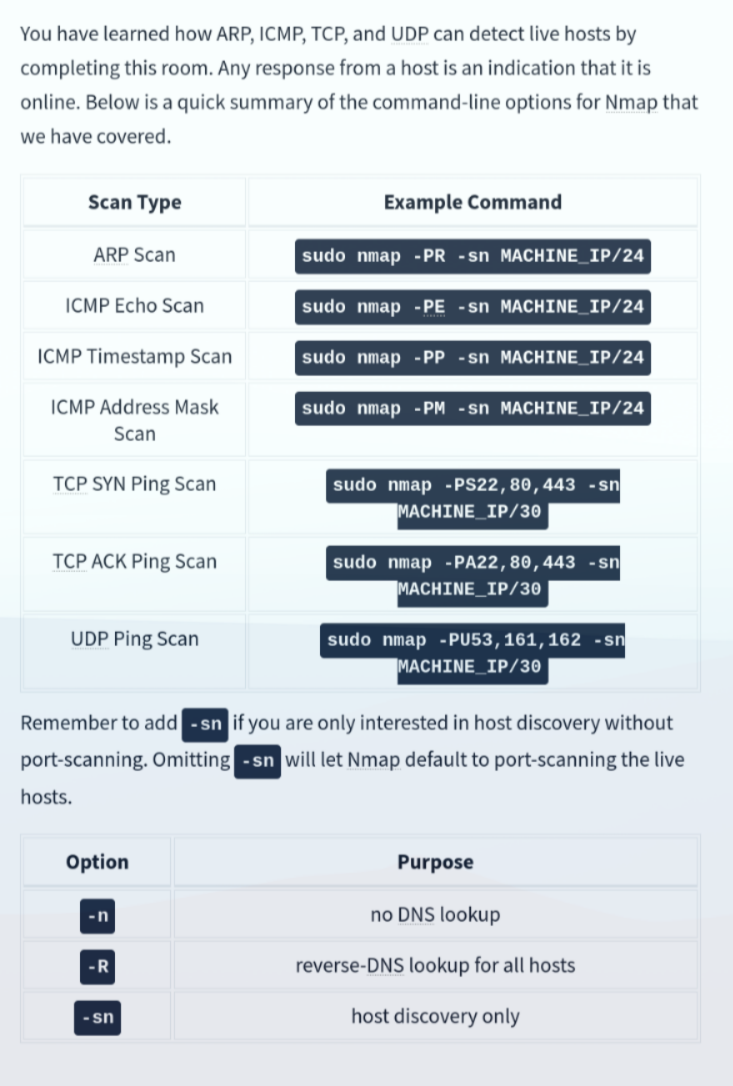 You have learned how ARP, ICMP, TCP, and UDP can detect live hosts by
completing this room. Any response from a host is an indication that it is
online. Below is a quick summary of the command-line options for Nmap that
we have covered.
Scan Type Example Command
ARP Scan sudo nmap -PR -sn MACHINE_IP/24
ICMP Echo Scan sudo nmap -PE -sn MACHINE_IP/24
ICMP Timestamp Scan sudo nmap -PP -sn MACHINE_IP/24
ICMP Address Mask sudo nmap -PM -sn MACHINE_IP/24
Scan
TCP SYN Ping Scan sudo nmap -PS22,80,443 -sn
MACHINE_IP/30
TCP ACK Ping Scan sudo nmap -PA22,80,443 -sn
MACHINE_IP/30
UDP Ping Scan sudo nmap -PU53,161,162 -sn
MACHINE_IP/30
Remember to add -sn if you are only interested in host discovery without
port-scanning. Omitting -sn will let Nmap default to port-scanning the live
hosts.
Option Purpose
-n no DNS lookup
-R reverse-DNS lookup for all hosts
-sn host discovery only